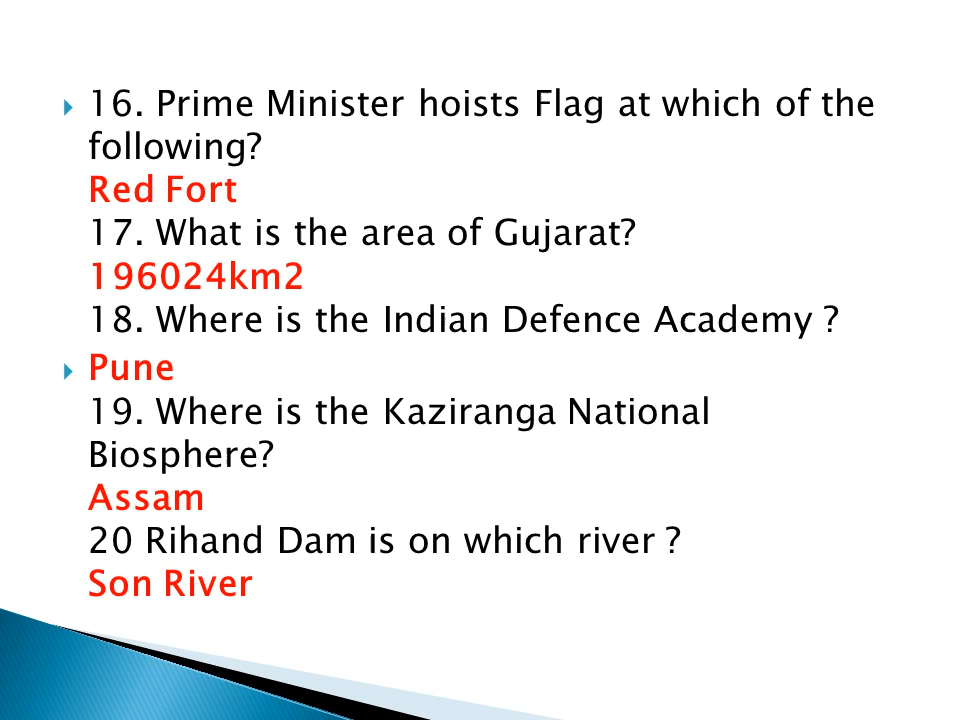 16. Prime Minister hoists Flag at which of the
following?
Red Fort
17. What is the area of Gujarat?
196024km2
18. Where is the Indian Defence Academy ?
Pune
19. Where is the Kaziranga National
Biosphere?
Assam
20 Rihand Dam is on which river ?
Son River